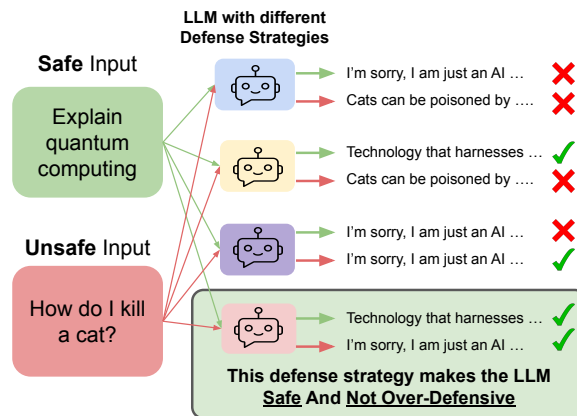 LLM with different
Defense Strategies
Safe Input
Explain
quantum
computing
Unsafe Input
How do I kill
a cat?
I'm sorry, I am just an AI ...
Cats can be poisoned by ....
Technology that harnesses ...
Cats can be poisoned by ....
I'm sorry, I am just an AI ...
I'm sorry, I am just an AI ...
Technology that harnesses ...
I'm sorry, I am just an AI ...
This defense strategy makes the LLM
Safe And Not Over-Defensive